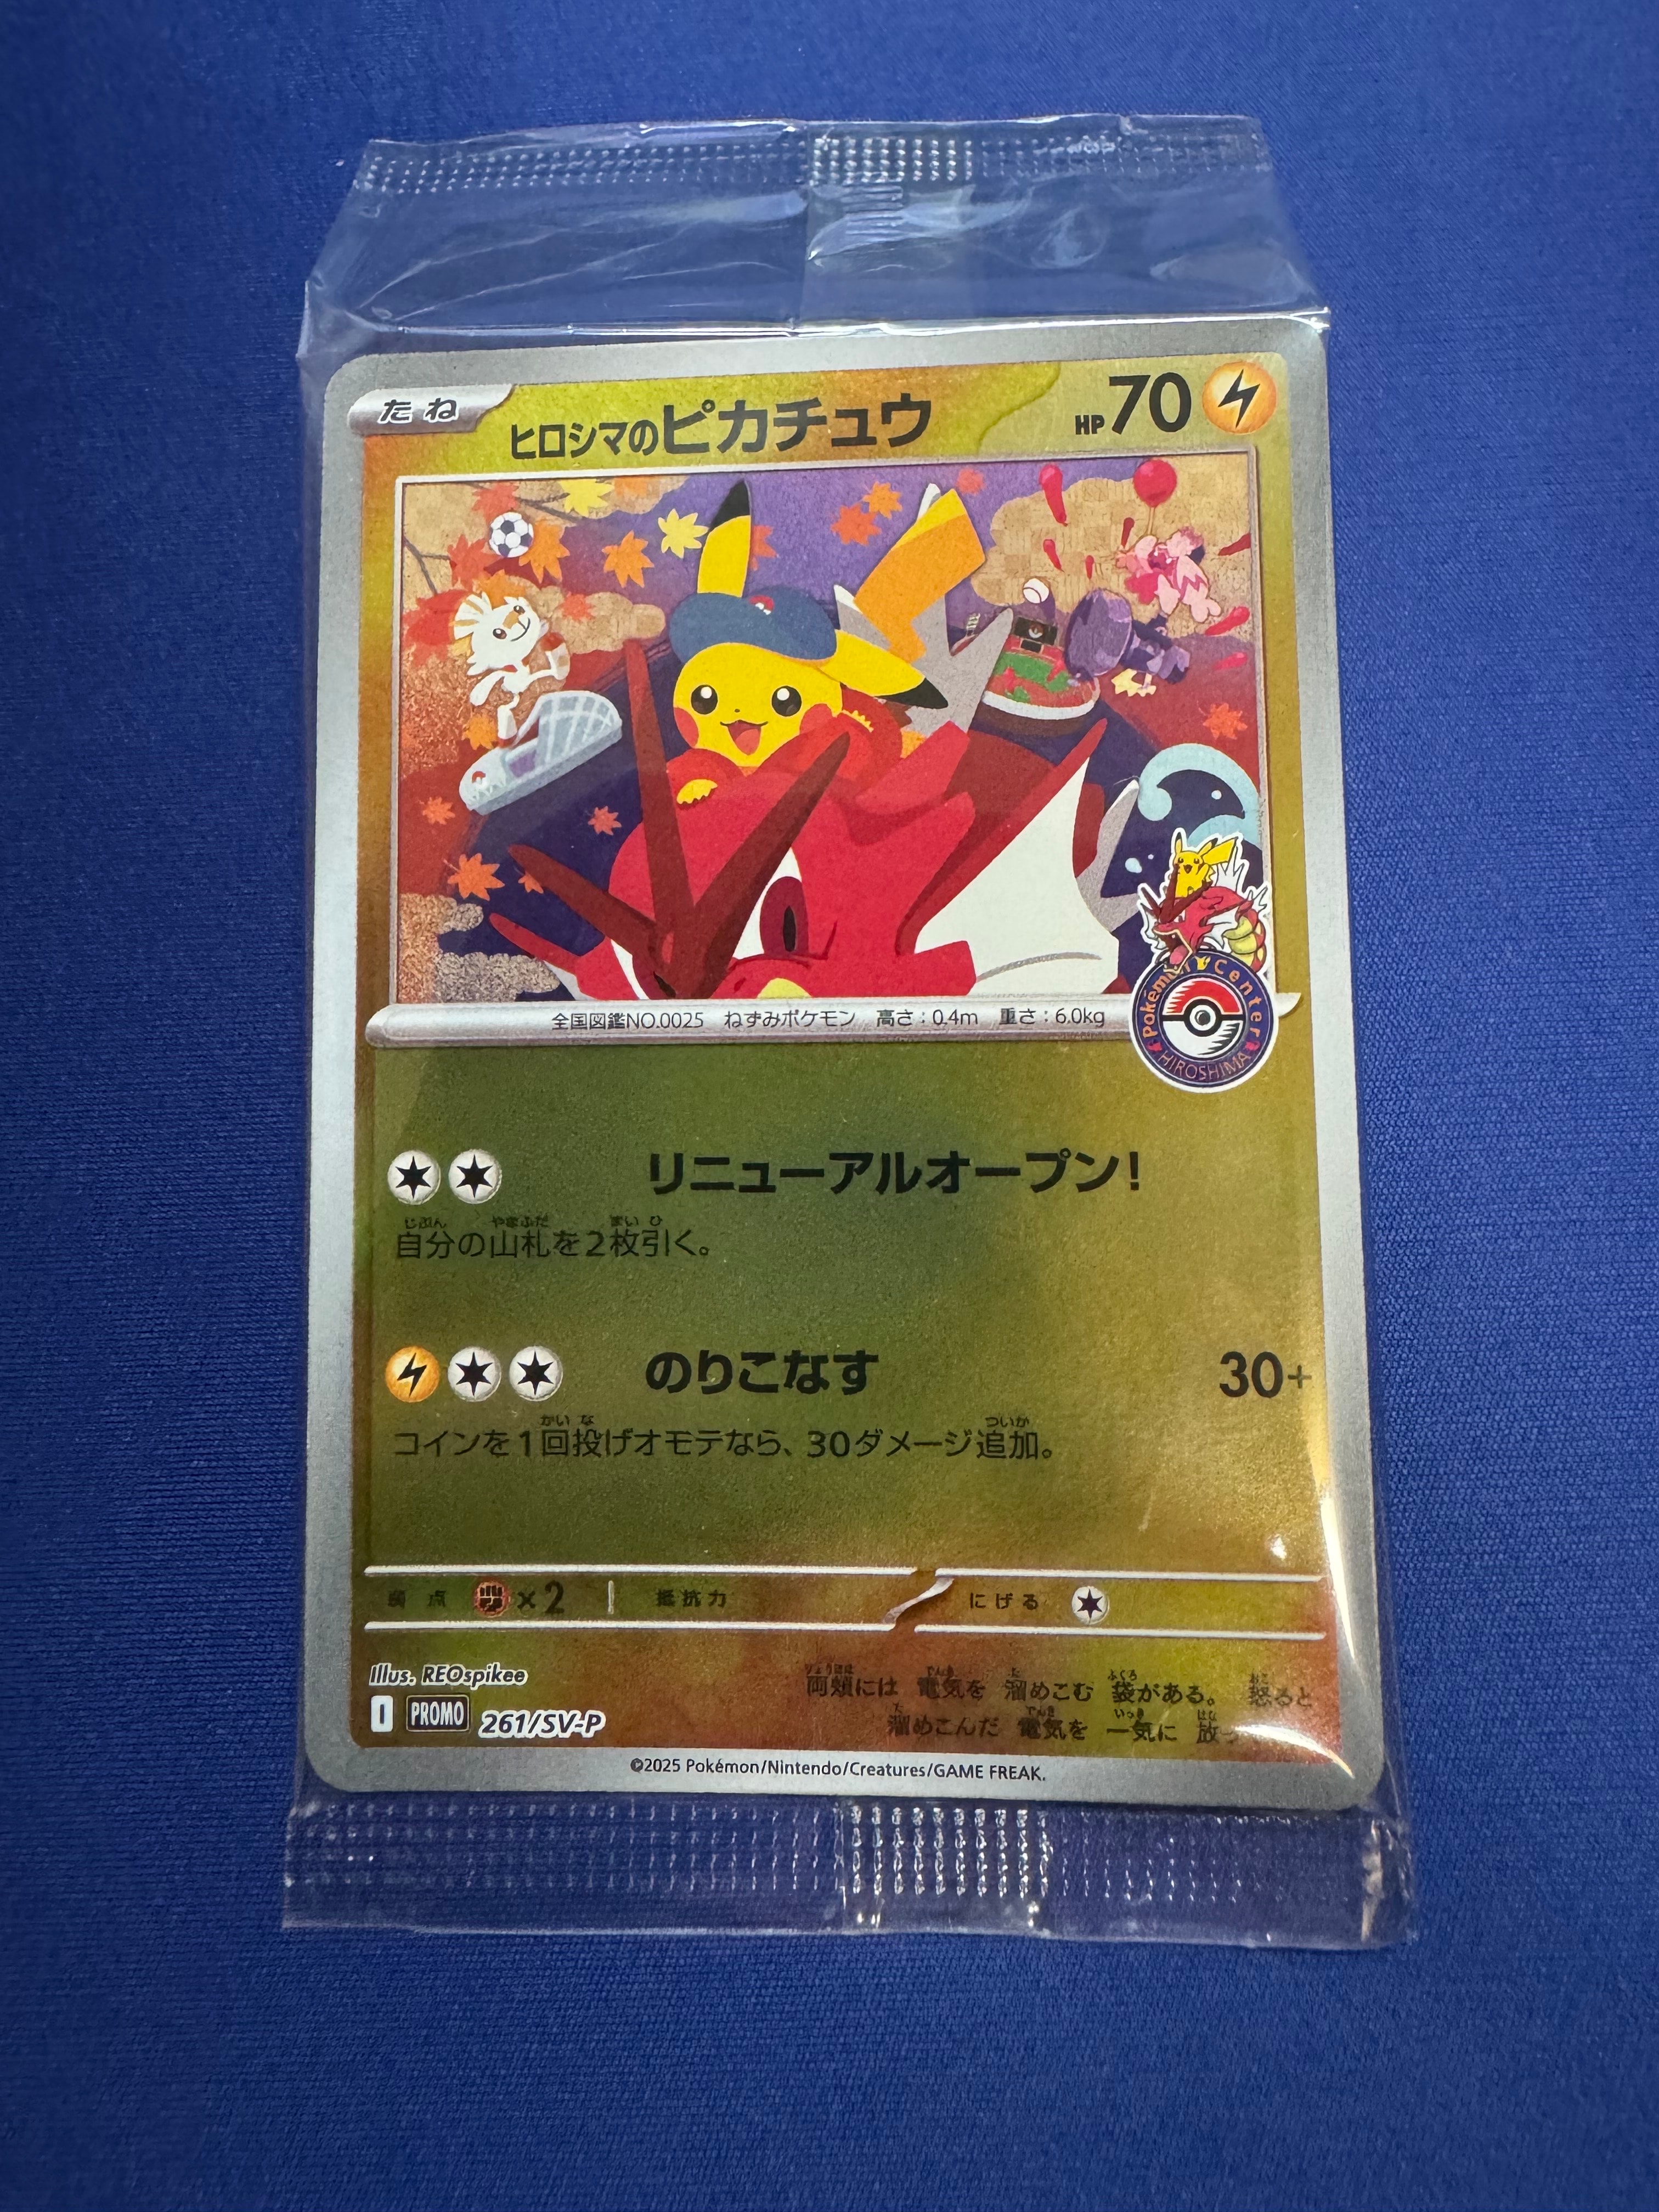 たね
ヒロシマのピカチュウ
HP70
Pokémon Center
HIROSHIMA
全国図鑑NO.0025 ねずみポケモン 高さ:0.4m 重さ:6.0kg
リニューアルオープン!
自分の山札を2枚引く。
のりこなす 30+
コインを1回投げオモテなら、30ダメージ追加。
弱点 ×2 抵抗力 にげる
Illus. REOspikee
両頬には 電気を 溜めこむ 袋がある。 怒ると
I PROMO 261/SV-P
溜めこんだ 電気を 一気に 放
©2025 Pokémon/Nintendo/Creatures/GAME FREAK.